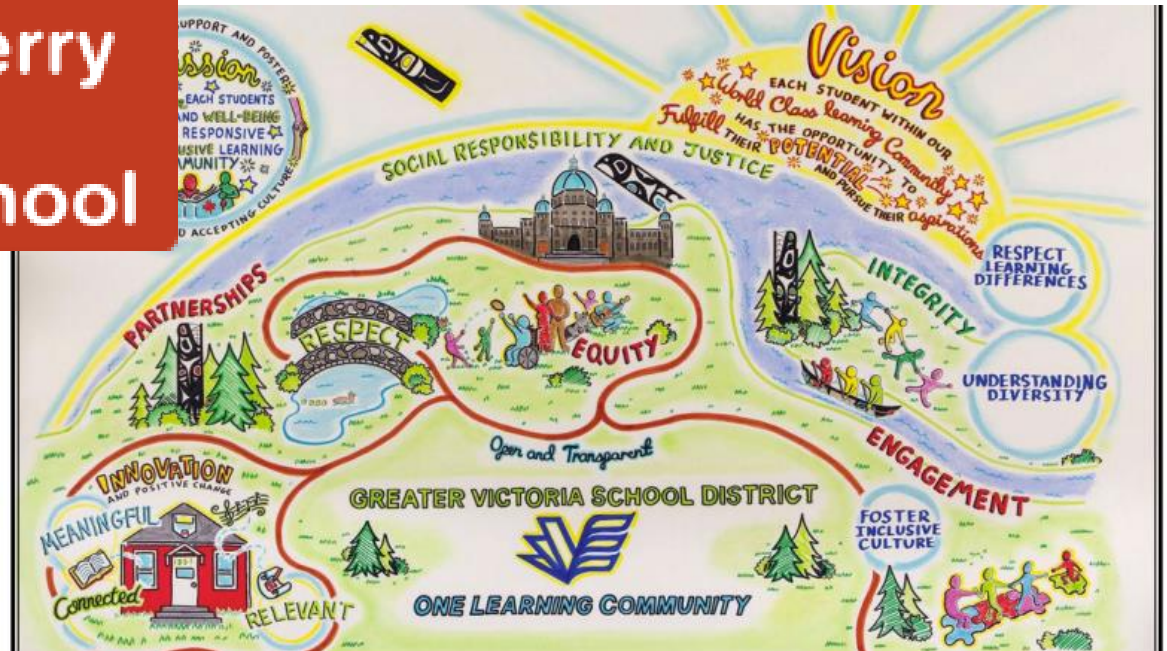 erry
hool
SUPPORT AND FOSTER
ssion
EACH STUDENTS
AND WELL-BEING
RESPONSIVE
USIVE LEARNING
MUNITY
D ACCEPTING CULTURE
Vision
EACH STUDENT WITHIN OUR
World Class learning Community
HAS THE OPPORTUNITY TO
Fulfill THEIR POTENTIAL
AND PURSUE THEIR aspirations
SOCIAL RESPONSIBILITY AND JUSTICE
PARTNERSHIPS
RESPECT
EQUITY
INTEGRITY
RESPECT
LEARNING
DIFFERENCES
UNDERSTANDING
DIVERSITY
ENGAGEMENT
Open and Transparent
INNOVATION
AND POSITIVE CHANGE
MEANINGFUL
Connected
RELEVANT
GREATER VICTORIA SCHOOL DISTRICT
ONE LEARNING COMMUNITY
FOSTER
INCLUSIVE
CULTURE